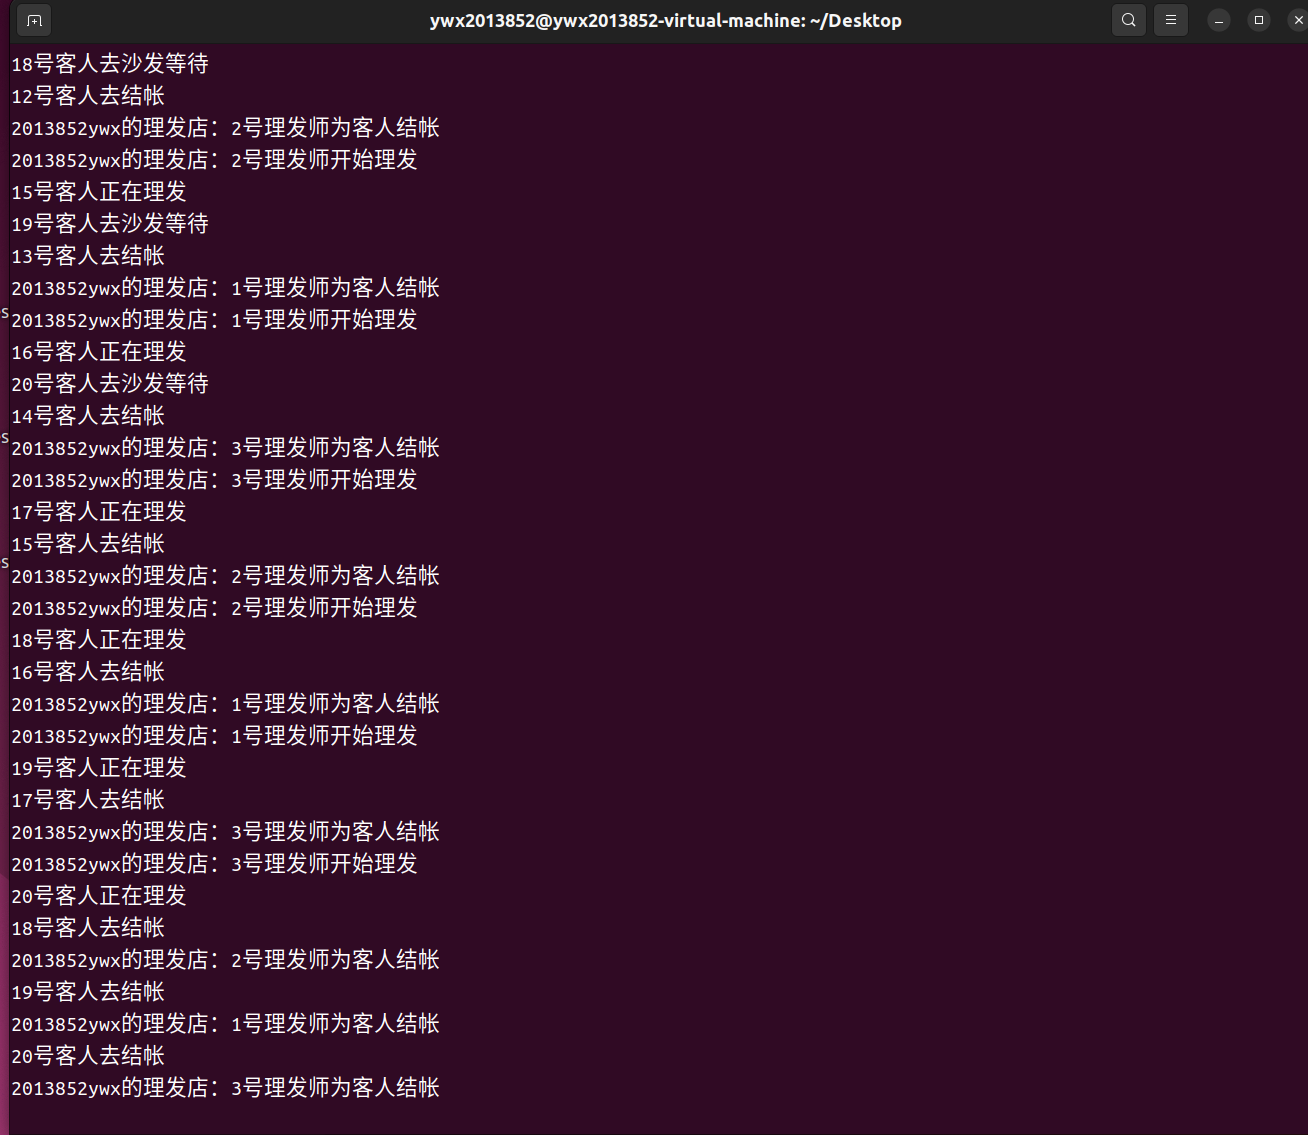 ywx2013852@ywx2013852-virtual-machine: ~/Desktop
18号客人去沙发等待
12号客人去结帐
2013852ywx的理发店：2号理发师为客人结帐
2013852ywx的理发店：2号理发师开始理发
15号客人正在理发
19号客人去沙发等待
13号客人去结帐
2013852ywx的理发店：1号理发师为客人结帐
2013852ywx的理发店：1号理发师开始理发
16号客人正在理发
20号客人去沙发等待
14号客人去结帐
2013852ywx的理发店：3号理发师为客人结帐
2013852ywx的理发店：3号理发师开始理发
17号客人正在理发
15号客人去结帐
2013852ywx的理发店：2号理发师为客人结帐
2013852ywx的理发店：2号理发师开始理发
18号客人正在理发
16号客人去结帐
2013852ywx的理发店：1号理发师为客人结帐
2013852ywx的理发店：1号理发师开始理发
19号客人正在理发
17号客人去结帐
2013852ywx的理发店：3号理发师为客人结帐
2013852ywx的理发店：3号理发师开始理发
20号客人正在理发
18号客人去结帐
2013852ywx的理发店：2号理发师为客人结帐
19号客人去结帐
2013852ywx的理发店：1号理发师为客人结帐
20号客人去结帐
2013852ywx的理发店：3号理发师为客人结帐